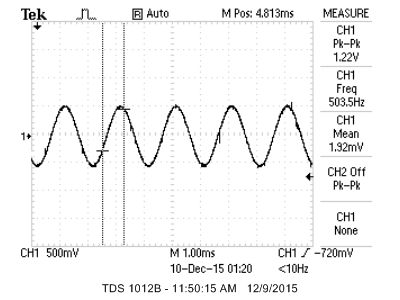 Tek R Auto M Pos: 4.813ms MEASURE
CH1
Pk-Pk
1.22V
CH1
Freq
503.5Hz
CH1
Mean
1.92mV
CH2 Off
Pk-Pk
CH1
None
1
CH1 500mV M 1.00ms CH1 -720mV
10-Dec-15 01:20 <10Hz
TDS 1012B - 11:50:15 AM 12/9/2015